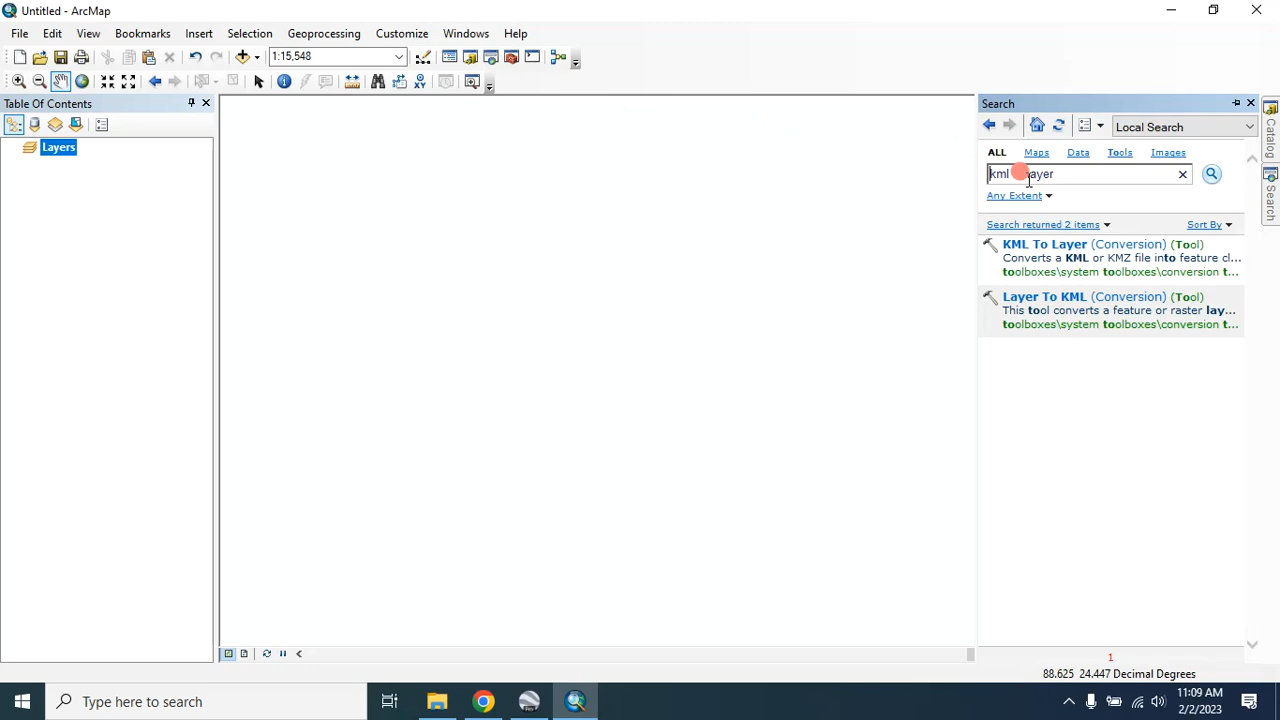 Untitled - ArcMap
File Edit View Bookmarks Insert Selection Geoprocessing Customize Windows Help
1:15,548
Table Of Contents
Layers
Search
Local Search
ALL Maps Data Tools Images
kml layer
Any Extent
Search returned 2 items Sort By
KML To Layer (Conversion) (Tool)
Converts a KML or KMZ file into feature cl...
toolboxes\system toolboxes\conversion t...
Layer To KML (Conversion) (Tool)
This tool converts a feature or raster lay...
toolboxes\system toolboxes\conversion t...
Catalog
Search
1
88.625 24.447 Decimal Degrees
Type here to search
Pro
11:09 AM
2/2/2023